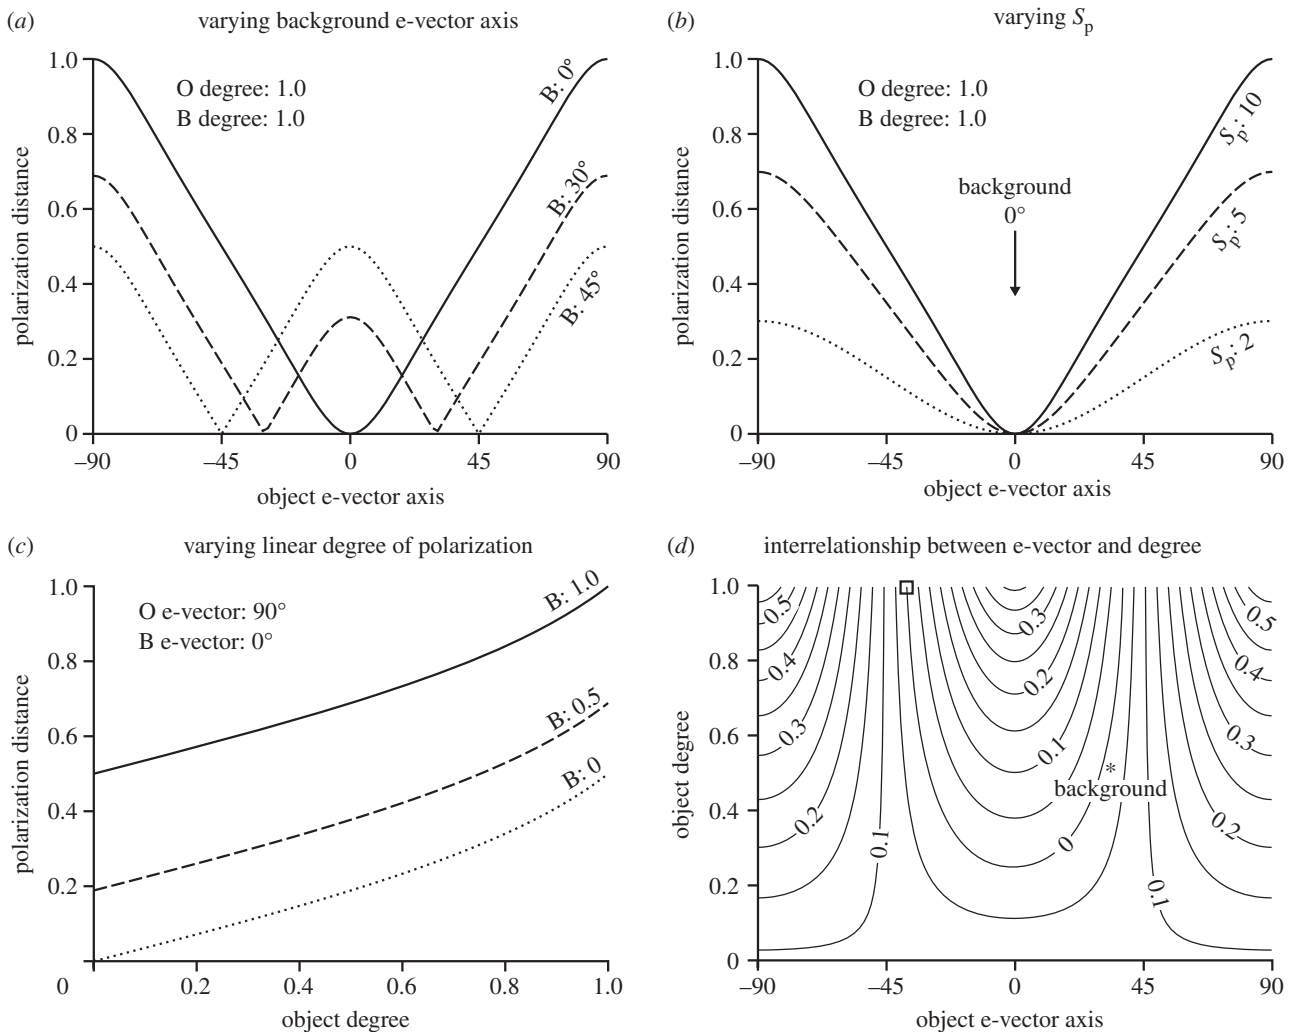 (a)
varying background e-vector axis
O degree: 1.0
B degree: 1.0
B: 0°
B: 30°
B: 45°
1.0
0.8
0.6
0.4
0.2
0
polarization distance
–90
–45
0
45
90
object e-vector axis
(b)
varying Sp
O degree: 1.0
B degree: 1.0
background
0°
Sp: 10
Sp: 5
Sp: 2
1.0
0.8
0.6
0.4
0.2
0
polarization distance
–90
–45
0
45
90
object e-vector axis
(c)
varying linear degree of polarization
O e-vector: 90°
B e-vector: 0°
B: 1.0
B: 0.5
B: 0
1.0
0.8
0.6
0.4
0.2
polarization distance
0
0.2
0.4
0.6
0.8
1.0
object degree
(d)
interrelationship between e-vector and degree
1.0
0.8
0.6
0.4
0.2
0
object degree
0.5
0.4
0.3
0.2
0.1
0.3
0.2
0.1
0
*
background
0.5
0.4
0.3
0.2
0.1
–90
–45
0
45
90
object e-vector axis